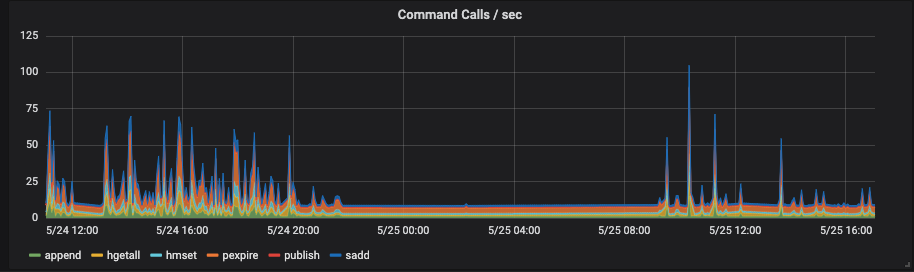 Command Calls / sec
125
100
75
50
25
0
5/24 12:00 5/24 16:00 5/24 20:00 5/25 00:00 5/25 04:00 5/25 08:00 5/25 12:00 5/25 16:00
append hgetall hmset pexpire publish sadd